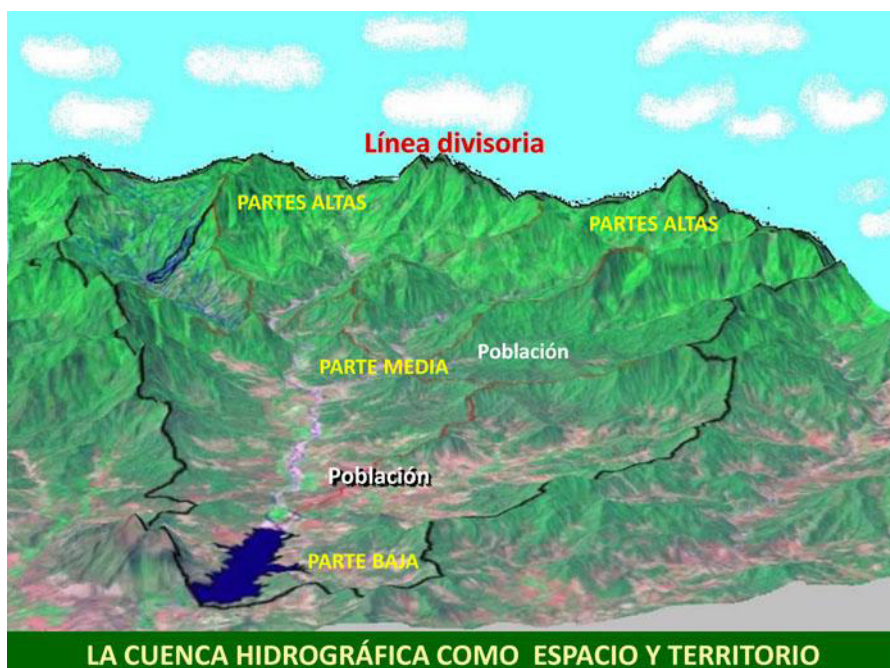 Línea divisoria
PARTES ALTAS
PARTES ALTAS
Población
PARTE MEDIA
Población
PARTE BAJA
LA CUENCA HIDROGRÁFICA COMO ESPACIO Y TERRITORIO